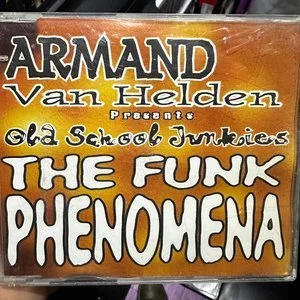 ARMAND
Van Helden
Presents
Old School Junkies
THE FUNK
PHENOMENA